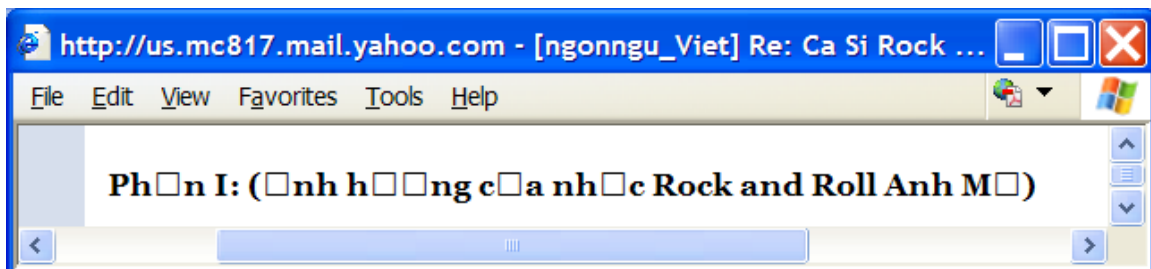 http://us.mc817.mail.yahoo.com - [ngonngu_Viet] Re: Ca Si Rock ...
File Edit View Favorites Tools Help
Ph□n I: (□nh h□□ng c□a nh□c Rock and Roll Anh M□)